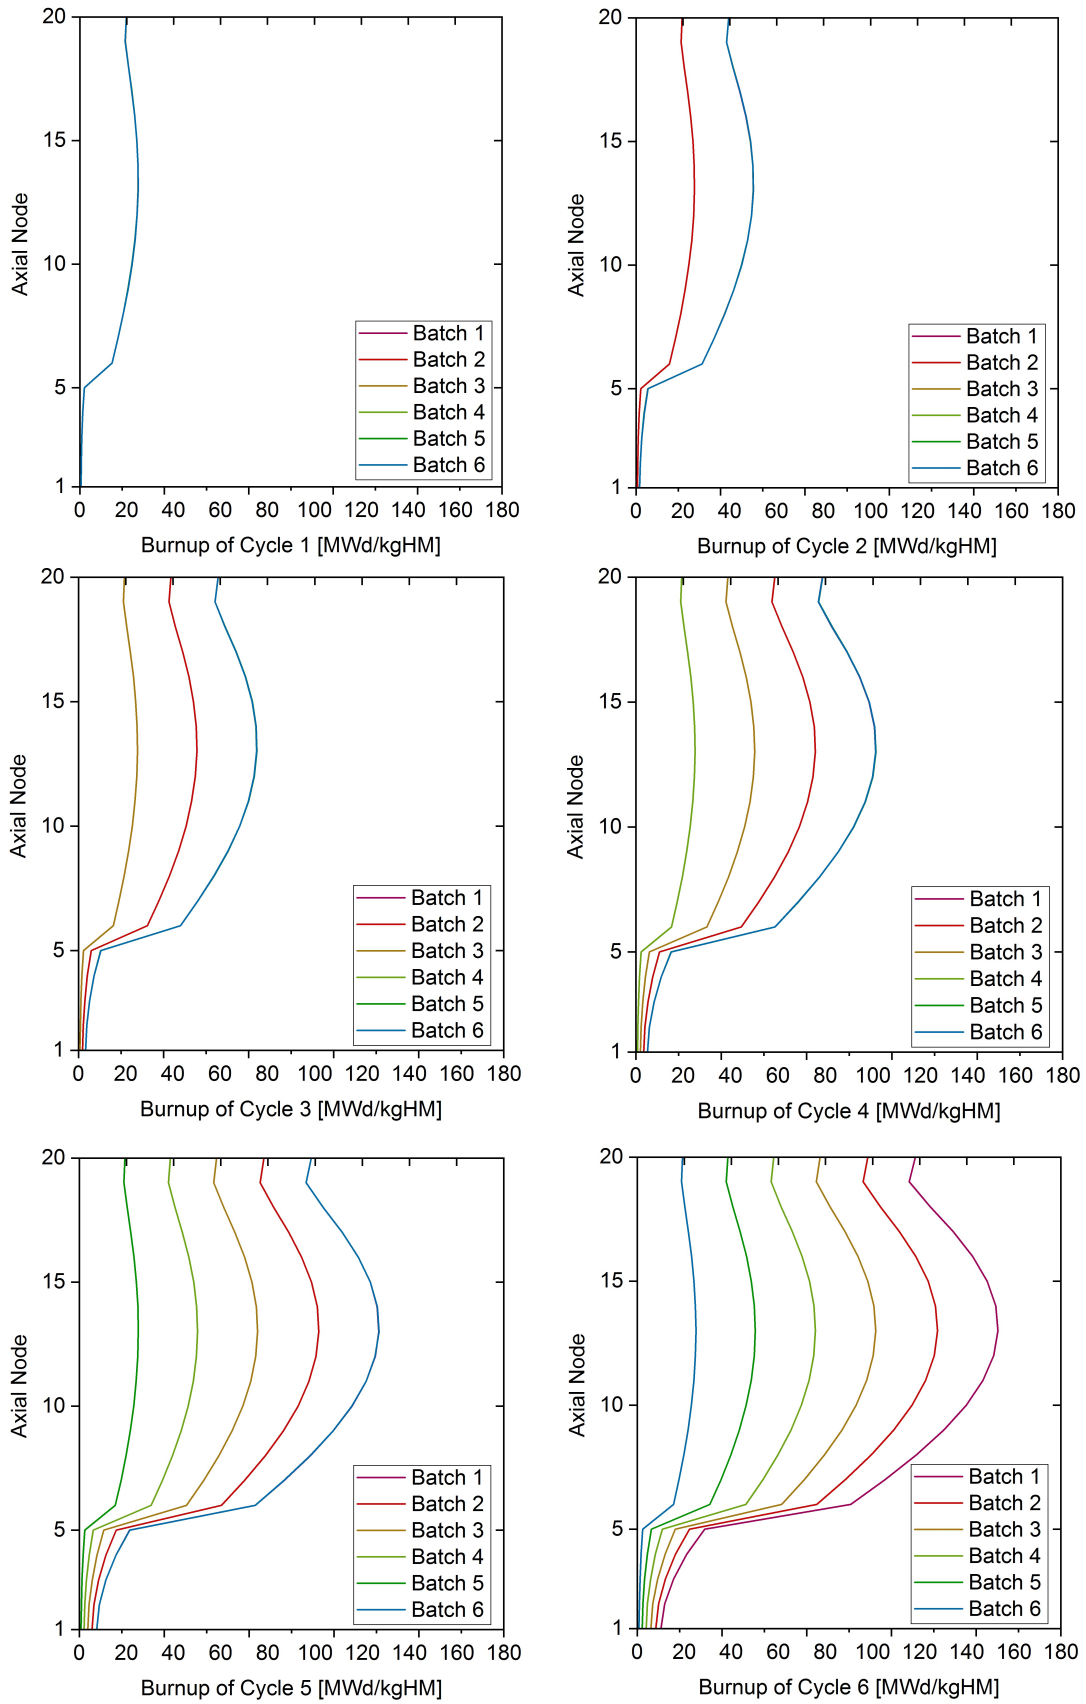 20
15
10
5
1
Axial Node
Batch 1
Batch 2
Batch 3
Batch 4
Batch 5
Batch 6
0 20 40 60 80 100 120 140 160 180
Burnup of Cycle 1 [MWd/kgHM]
20
15
10
5
1
Axial Node
Batch 1
Batch 2
Batch 3
Batch 4
Batch 5
Batch 6
0 20 40 60 80 100 120 140 160 180
Burnup of Cycle 2 [MWd/kgHM]
20
15
10
5
1
Axial Node
Batch 1
Batch 2
Batch 3
Batch 4
Batch 5
Batch 6
0 20 40 60 80 100 120 140 160 180
Burnup of Cycle 3 [MWd/kgHM]
20
15
10
5
1
Axial Node
Batch 1
Batch 2
Batch 3
Batch 4
Batch 5
Batch 6
0 20 40 60 80 100 120 140 160 180
Burnup of Cycle 4 [MWd/kgHM]
20
15
10
5
1
Axial Node
Batch 1
Batch 2
Batch 3
Batch 4
Batch 5
Batch 6
0 20 40 60 80 100 120 140 160 180
Burnup of Cycle 5 [MWd/kgHM]
20
15
10
5
1
Axial Node
Batch 1
Batch 2
Batch 3
Batch 4
Batch 5
Batch 6
0 20 40 60 80 100 120 140 160 180
Burnup of Cycle 6 [MWd/kgHM]